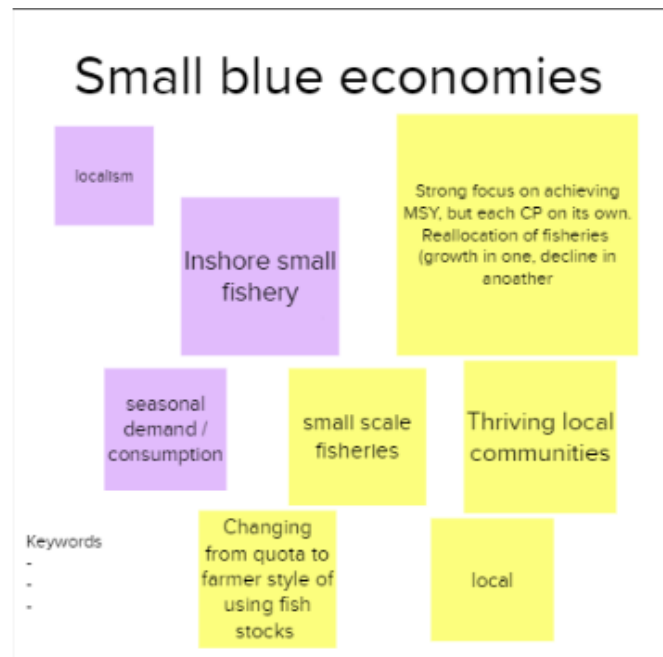 Small blue economies
localism
Strong focus on achieving
MSY, but each CP on its own.
Reallocation of fisheries
(growth in one, decline in
anoather
Inshore small
fishery
seasonal
demand /
consumption
small scale
fisheries
Thriving local
communities
Keywords
-
-
-
Changing
from quota to
farmer style of
using fish
stocks
local